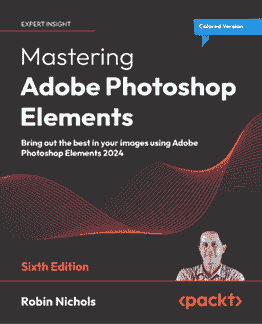 EXPERT INSIGHT
Colored Version
Mastering
Adobe Photoshop
Elements
Bring out the best in your images using Adobe
Photoshop Elements 2024
Sixth Edition
Robin Nichols
<packt>